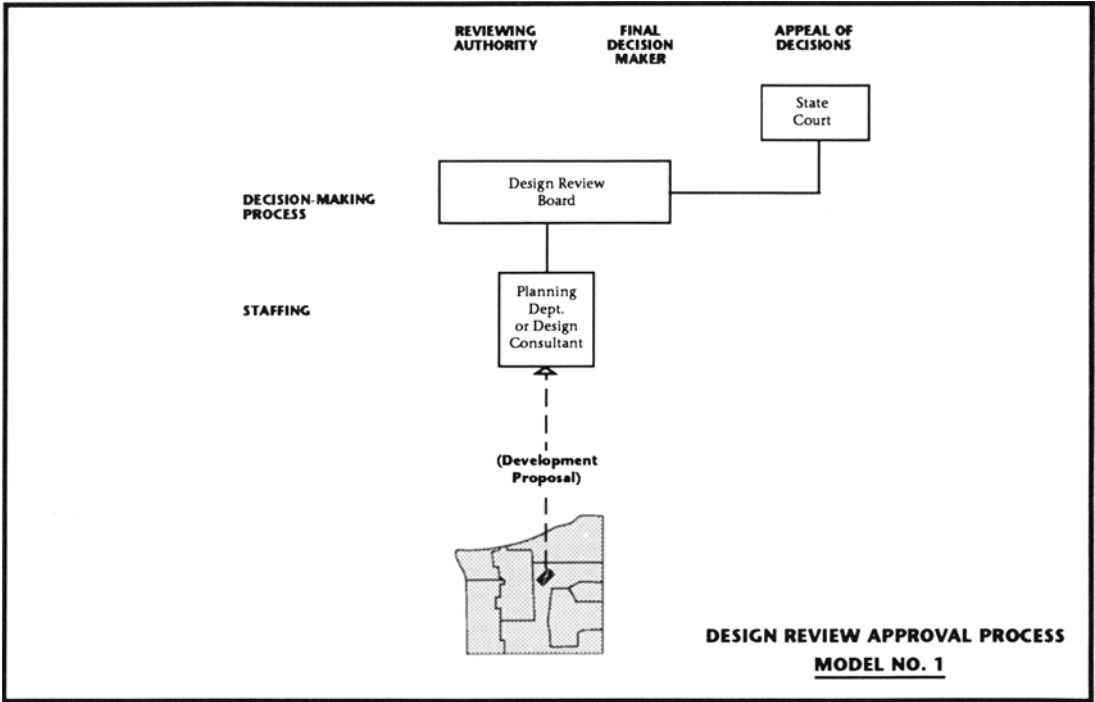 REVIEWING
AUTHORITY
FINAL
DECISION
MAKER
APPEAL OF
DECISIONS
State
Court
Design Review
Board
DECISION-MAKING
PROCESS
Planning
Dept.
or Design
Consultant
STAFFING
(Development
Proposal)
DESIGN REVIEW APPROVAL PROCESS
MODEL NO. 1